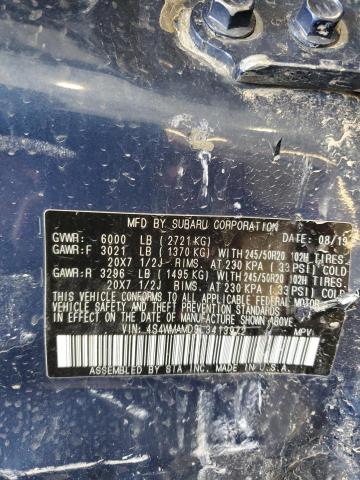 MFD BY SUBARU CORPORATION DATE: 08/19
GVWR: 6000 LB (2721 KG)
GAWR:F 3021 LB (1370 KG) WITH 245/50R20 102H TIRES,
20X7 1/2J RIMS, AT 230 KPA (33 PSI) COLD
GAWR:R 3296 LB (1495 KG) WITH 245/50R20 102H TIRES,
20X7 1/2J RIMS, AT 230 KPA (33 PSI) COLD
THIS VEHICLE CONFORMS TO ALL APPLICABLE
FEDERAL MOTOR VEHICLE SAFETY
STANDARDS IN EFFECT ON THE DATE
OF MANUFACTURE SHOWN ABOVE.
VIN: MPV
ASSEMBLED BY SIA INC. MADE IN U.S.A.